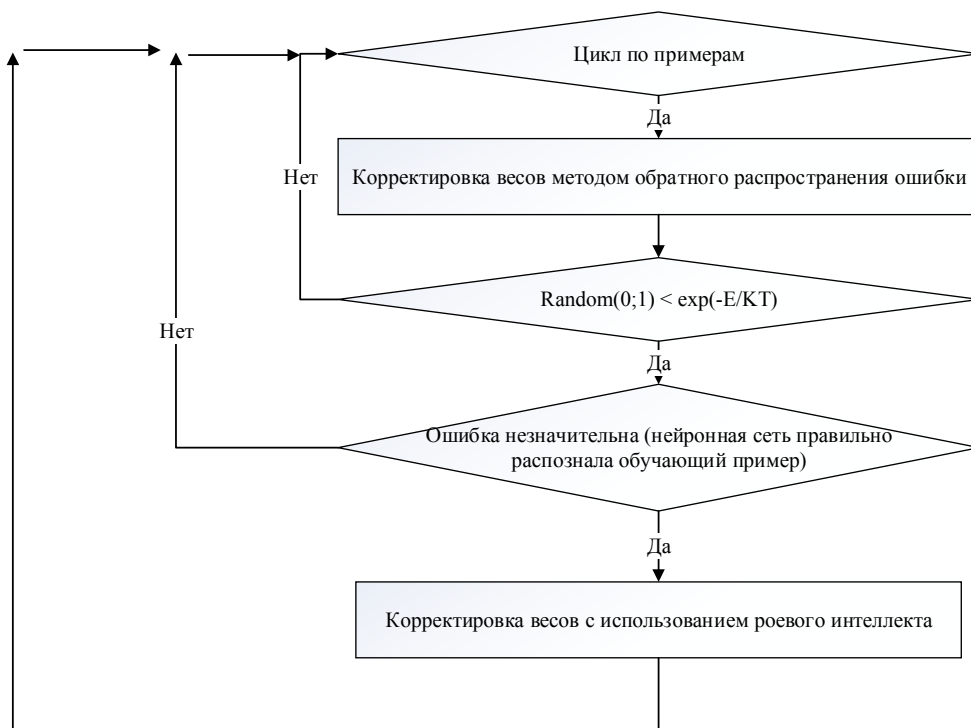 Цикл по примерам
Да
Нет
Корректировка весов методом обратного распространения ошибки
Random(0;1) < exp(-E/KT)
Нет
Да
Ошибка незначительна (нейронная сеть правильно
распознала обучающий пример)
Да
Корректировка весов с использованием роевого интеллекта